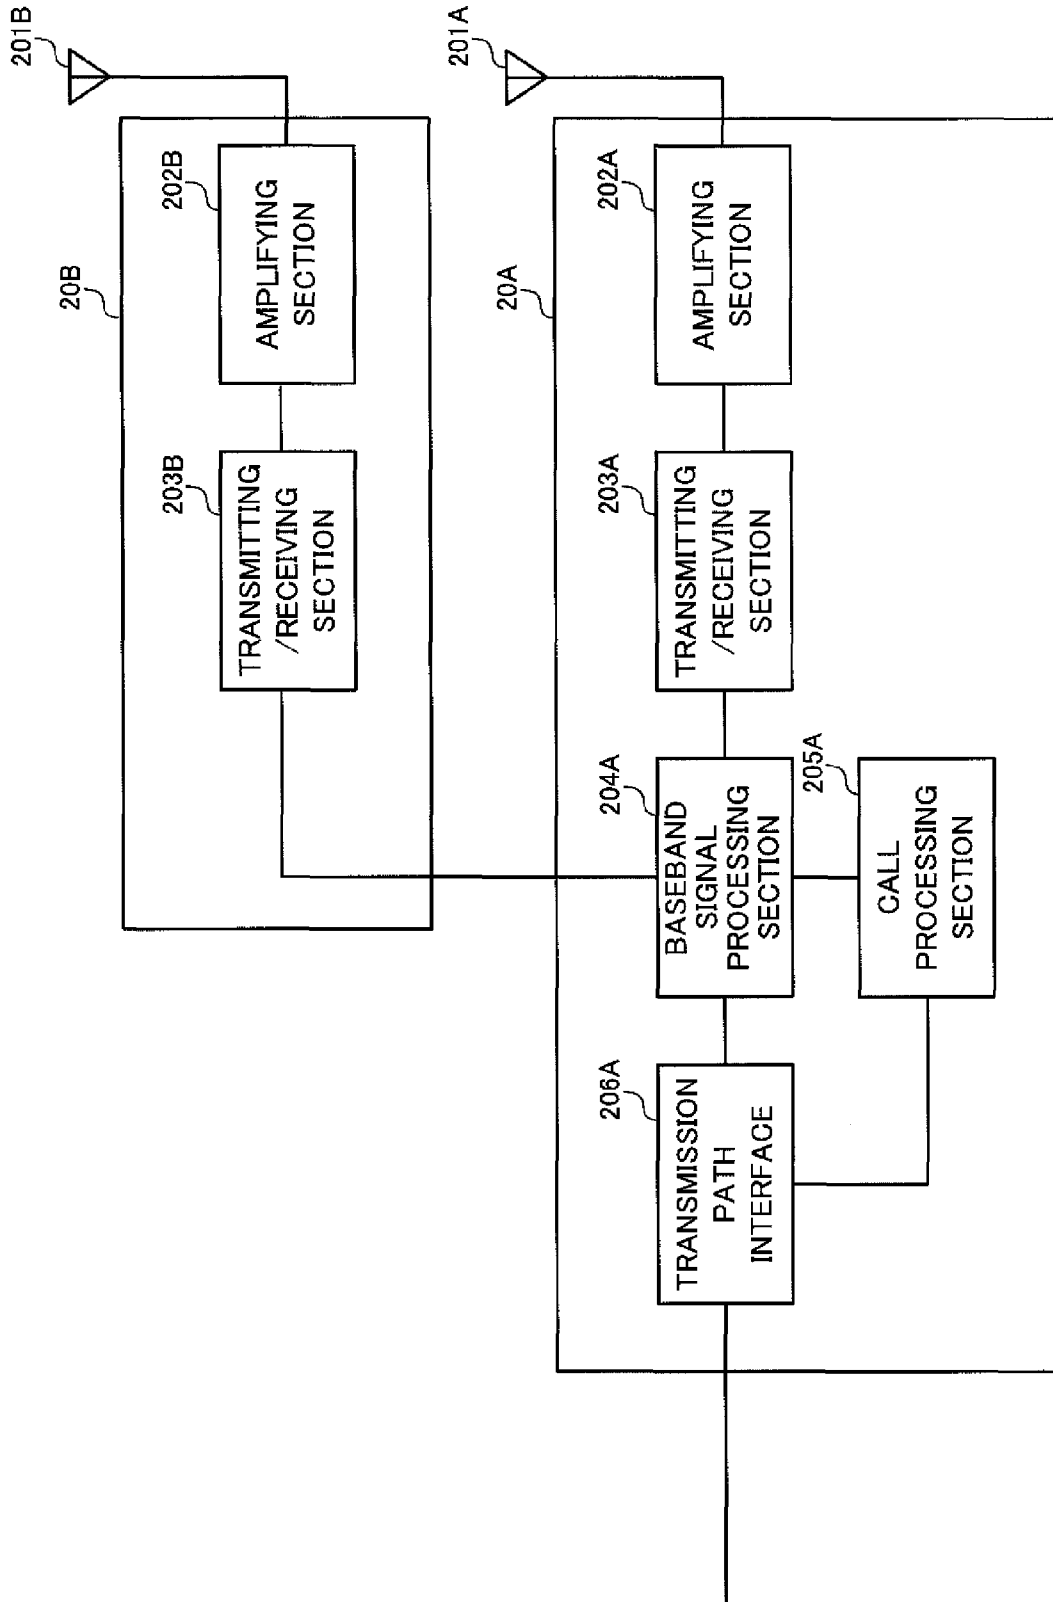 201B
20B
202B
AMPLIFYING
SECTION
203B
TRANSMITTING
/RECEIVING
SECTION
201A
20A
202A
AMPLIFYING
SECTION
203A
TRANSMITTING
/RECEIVING
SECTION
204A
BASEBAND
SIGNAL
PROCESSING
SECTION
205A
CALL
PROCESSING
SECTION
206A
TRANSMISSION
PATH
INTERFACE